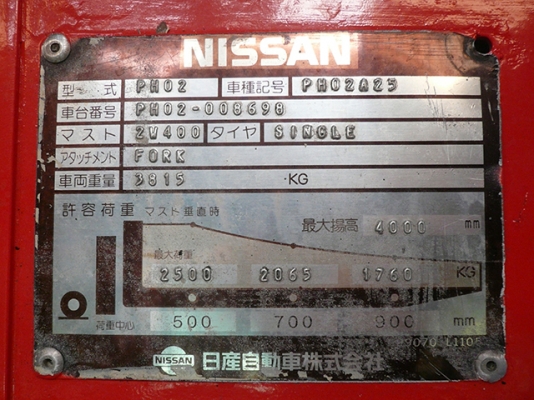 NISSAN
型式 PH02 車種記号 PH02A25
車台番号 PH02-008698
マスト 2W400 タイヤ SINGLE
アタッチメント FORK
車両重量 3815 KG
許容荷重 マスト垂直時
最大揚高 4000 mm
最大荷重
2500 2065 1760 KG
荷重中心 500 700 900 mm
NISSAN 日産自動車株式会社